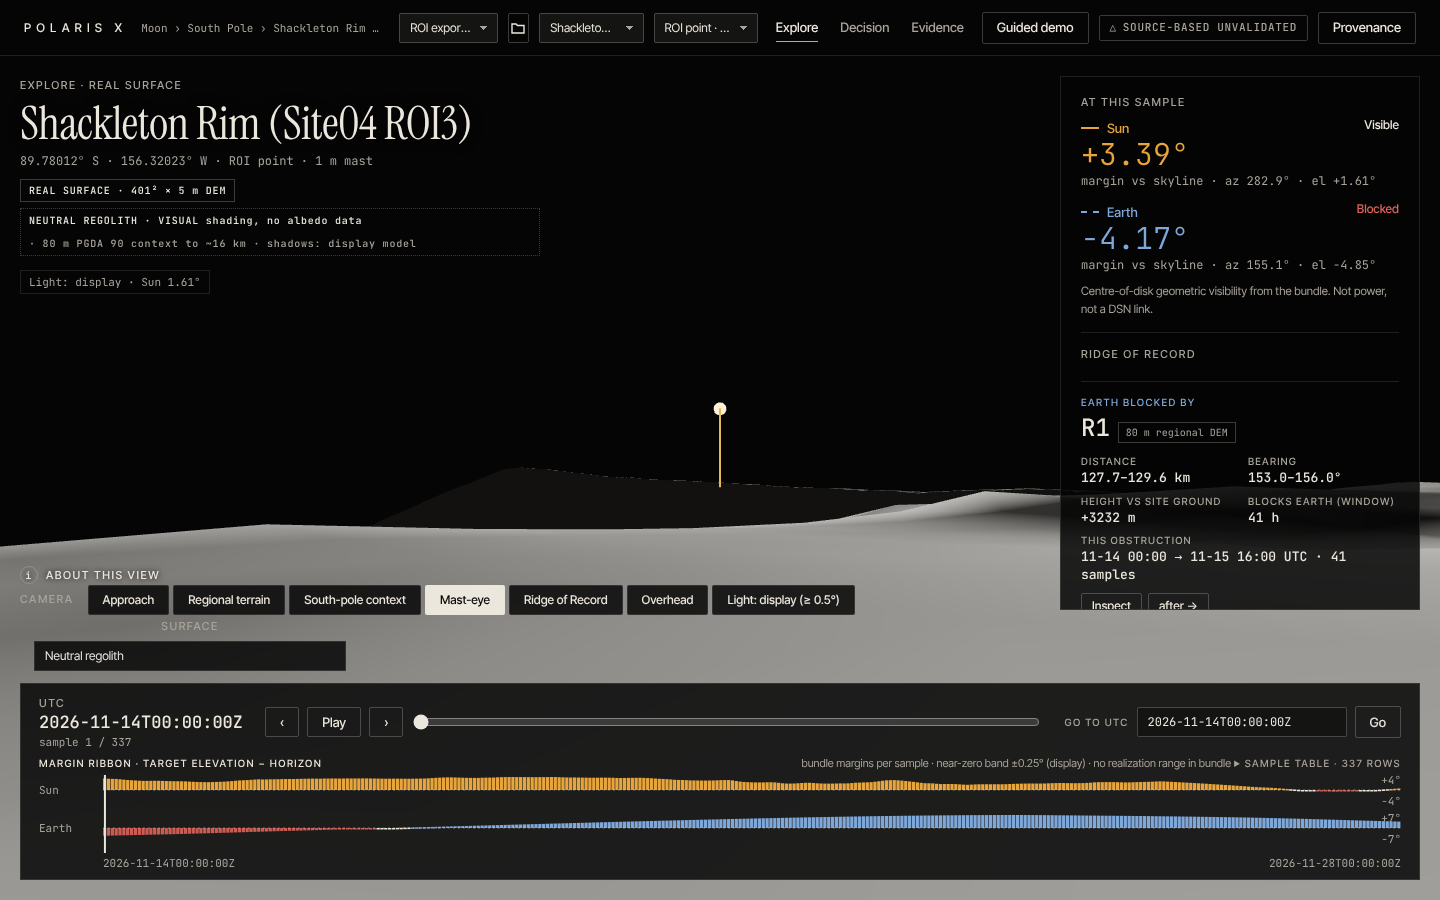 POLARIS X
Moon › South Pole › Shackleton Rim …
ROI expor...
Shackleto...
ROI point · ...
Explore
Decision
Evidence
Guided demo
△ SOURCE-BASED UNVALIDATED
Provenance
EXPLORE · REAL SURFACE
Shackleton Rim (Site04 ROI3)
89.78012° S · 156.32023° W · ROI point · 1 m mast
REAL SURFACE · 401² × 5 m DEM
NEUTRAL REGOLITH · VISUAL shading, no albedo data
· 80 m PGDA 90 context to ~16 km · shadows: display model
Light: display · Sun 1.61°
AT THIS SAMPLE
Sun
Visible
+3.39°
margin vs skyline · az 282.9° · el +1.61°
Earth
Blocked
-4.17°
margin vs skyline · az 155.1° · el -4.85°
Centre-of-disk geometric visibility from the bundle. Not power,
not a DSN link.
RIDGE OF RECORD
EARTH BLOCKED BY
R1
80 m regional DEM
DISTANCE
127.7–129.6 km
BEARING
153.0–156.0°
HEIGHT VS SITE GROUND
+3232 m
BLOCKS EARTH (WINDOW)
41 h
THIS OBSTRUCTION
11-14 00:00 → 11-15 16:00 UTC · 41
samples
Inspect
after →
i ABOUT THIS VIEW
CAMERA
Approach
Regional terrain
South-pole context
Mast-eye
Ridge of Record
Overhead
Light: display (≥ 0.5°)
SURFACE
Neutral regolith
UTC
2026-11-14T00:00:00Z
sample 1 / 337
‹
Play
›
GO TO UTC
2026-11-14T00:00:00Z
Go
MARGIN RIBBON · TARGET ELEVATION − HORIZON
bundle margins per sample · near-zero band ±0.25° (display) · no realization range in bundle
▸ SAMPLE TABLE · 337 ROWS
Sun
+4°
-4°
Earth
+7°
-7°
2026-11-14T00:00:00Z
2026-11-28T00:00:00Z